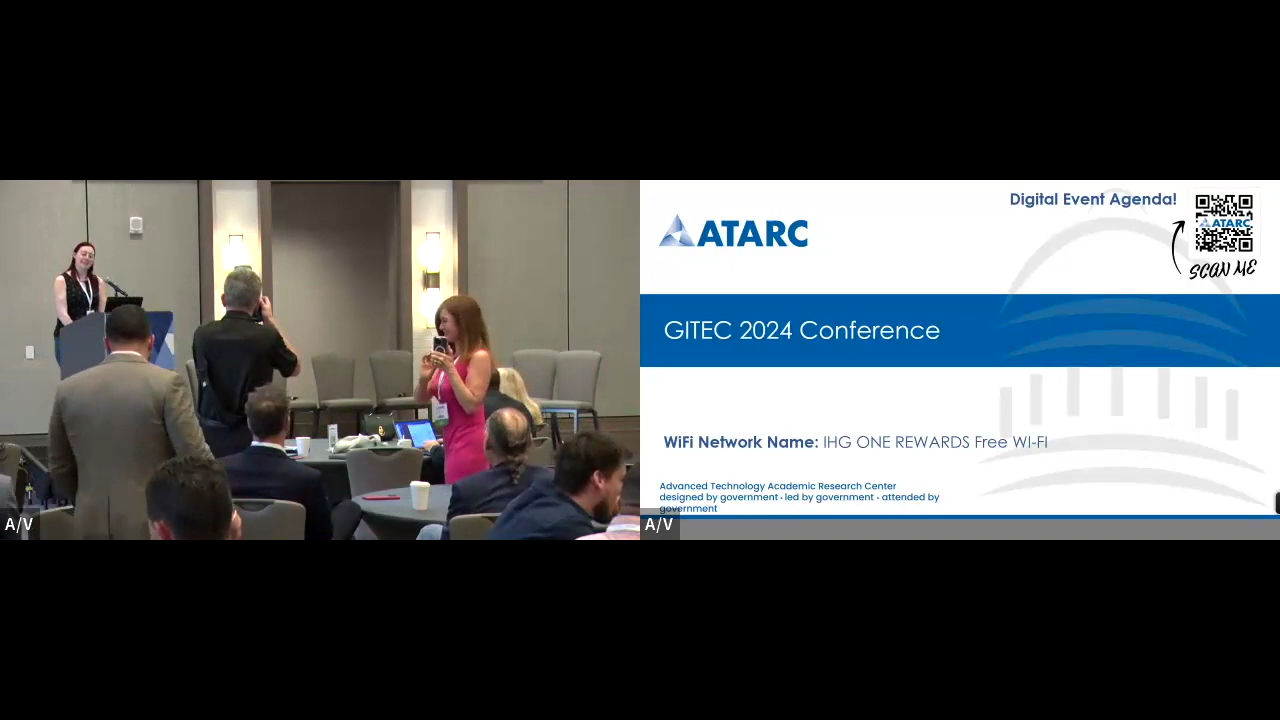 Digital Event Agenda!
ATARC
ATARC
SCAN ME
GITEC 2024 Conference
WiFi Network Name: IHG ONE REWARDS Free WI-FI
Advanced Technology Academic Research Center
designed by government · led by government · attended by
government
A/V
A/V